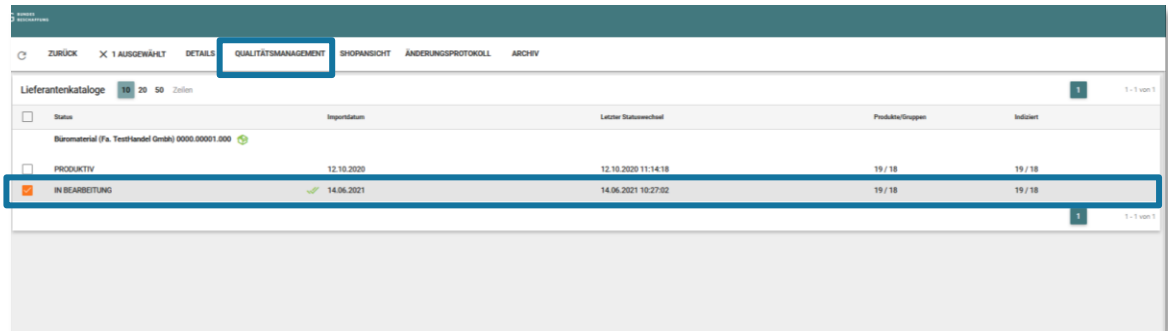 BUNDES
BESCHAFFUNG
ZURÜCK 1 AUSGEWÄHLT DETAILS QUALITÄTSMANAGEMENT SHOPANSICHT ÄNDERUNGSPROTOKOLL ARCHIV
Lieferantenkataloge 10 20 50 Zeilen 1 1 - 1 von 1
Status Importdatum Letzter Statuswechsel Produkte/Gruppen Indiziert
Büromaterial (Fa. TestHandel Gmbh) 0000.00001.000
PRODUKTIV 12.10.2020 12.10.2020 11:14:18 19 / 18 19 / 18
IN BEARBEITUNG 14.06.2021 14.06.2021 10:27:02 19 / 18 19 / 18
1 1 - 1 von 1